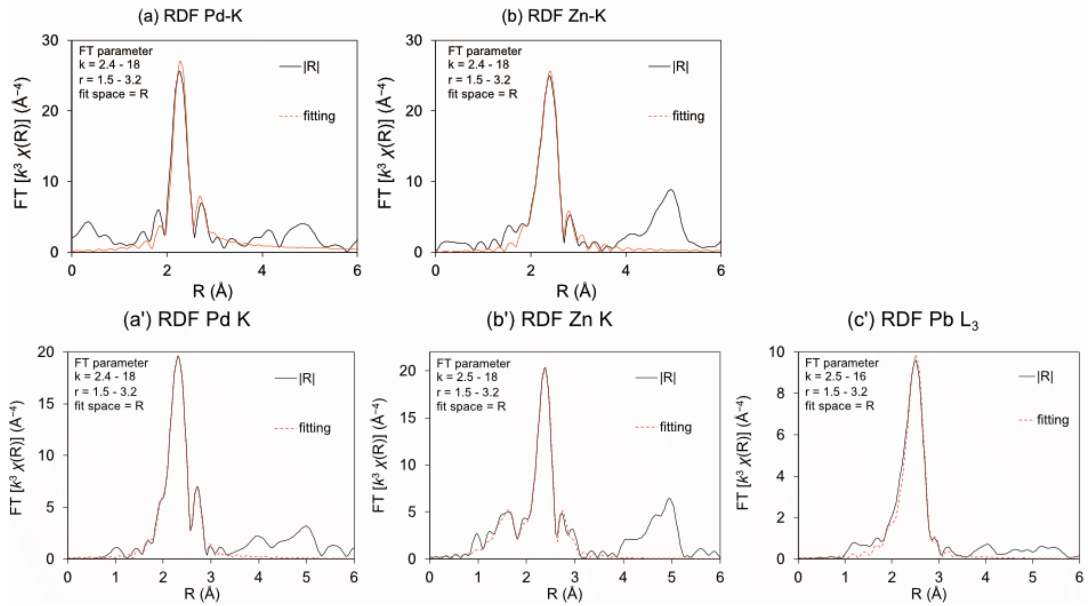 (a) RDF Pd-K
FT [k³ χ(R)] (Å⁻⁴)
30
20
10
0
FT parameter
k = 2.4 - 18
r = 1.5 - 3.2
fit space = R
|R|
fitting
0 2 4 6
R (Å)
(b) RDF Zn-K
FT [k³ χ(R)] (Å⁻⁴)
30
20
10
0
FT parameter
k = 2.4 - 18
r = 1.5 - 3.2
fit space = R
|R|
fitting
0 2 4 6
R (Å)
(a') RDF Pd K
FT [k³ χ(R)] (Å⁻⁴)
20
15
10
5
0
FT parameter
k = 2.4 - 18
r = 1.5 - 3.2
fit space = R
|R|
fitting
0 1 2 3 4 5 6
R (Å)
(b') RDF Zn K
FT [k³ χ(R)] (Å⁻⁴)
20
15
10
5
0
FT parameter
k = 2.5 - 18
r = 1.5 - 3.2
fit space = R
|R|
fitting
0 1 2 3 4 5 6
R (Å)
(c') RDF Pb L₃
FT [k³ χ(R)] (Å⁻⁴)
10
8
6
4
2
0
FT parameter
k = 2.5 - 16
r = 1.5 - 3.2
fit space = R
|R|
fitting
0 1 2 3 4 5 6
R (Å)